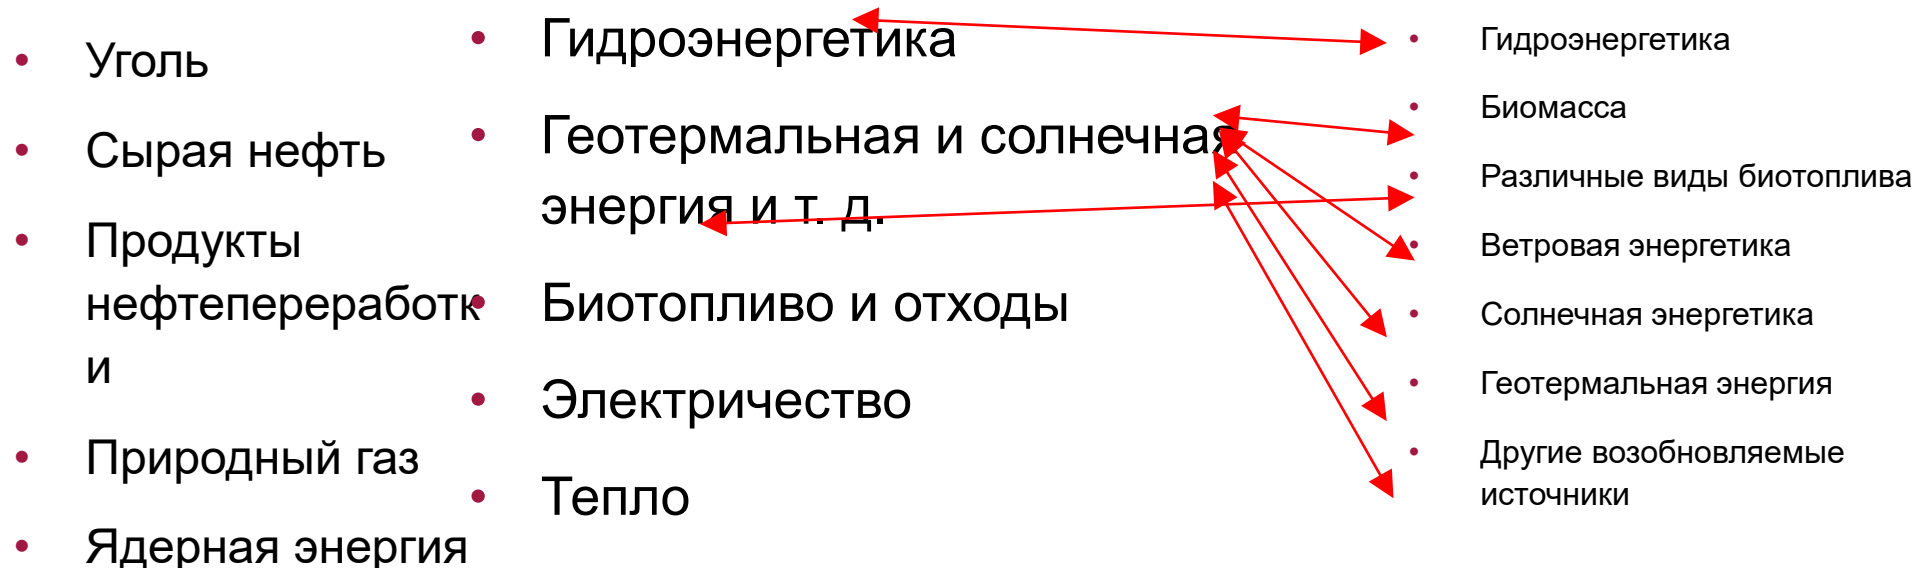 • Уголь
• Сырая нефть
• Продукты
нефтепереработк
и
• Природный газ
• Ядерная энергия
• Гидроэнергетика
• Геотермальная и солнечная
энергия и т. д.
• Биотопливо и отходы
• Электричество
• Тепло
• Гидроэнергетика
• Биомасса
• Различные виды биотоплива
• Ветровая энергетика
• Солнечная энергетика
• Геотермальная энергия
• Другие возобновляемые
источники